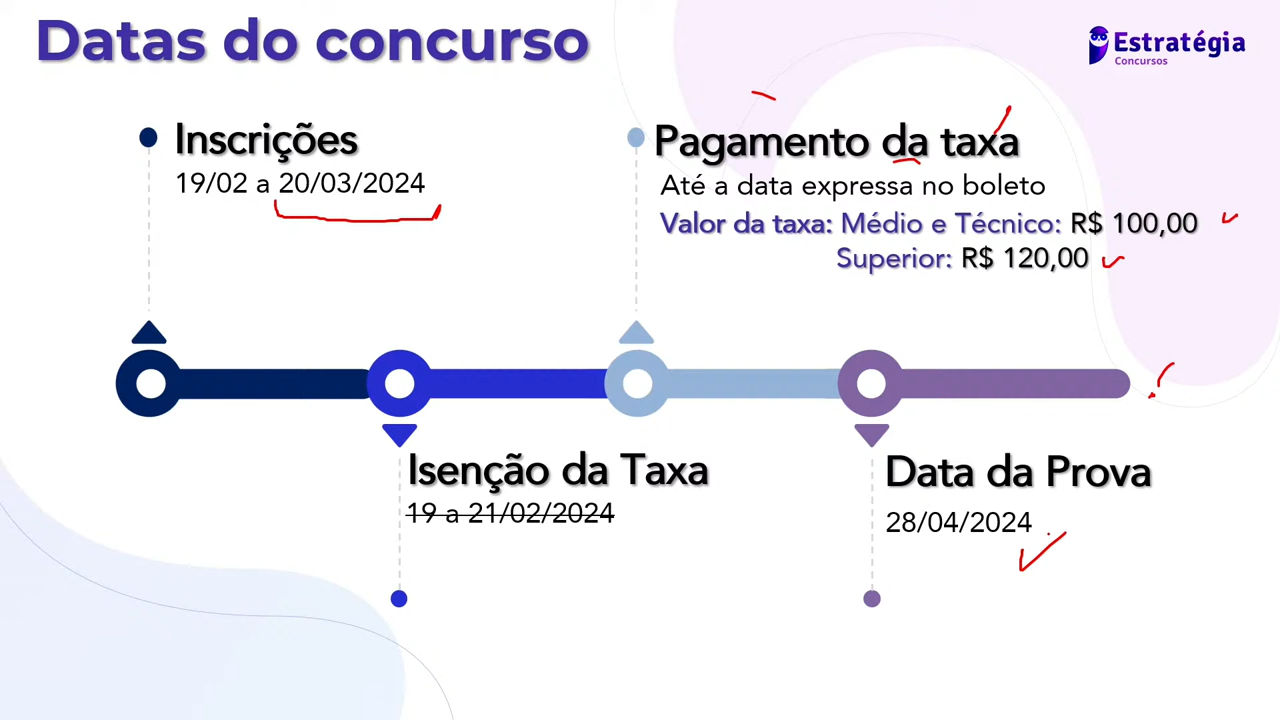 Datas do concurso
Estratégia
Concursos
Inscrições
19/02 a 20/03/2024
Pagamento da taxa
Até a data expressa no boleto
Valor da taxa: Médio e Técnico: R$ 100,00
Superior: R$ 120,00
Isenção da Taxa
19 a 21/02/2024
Data da Prova
28/04/2024